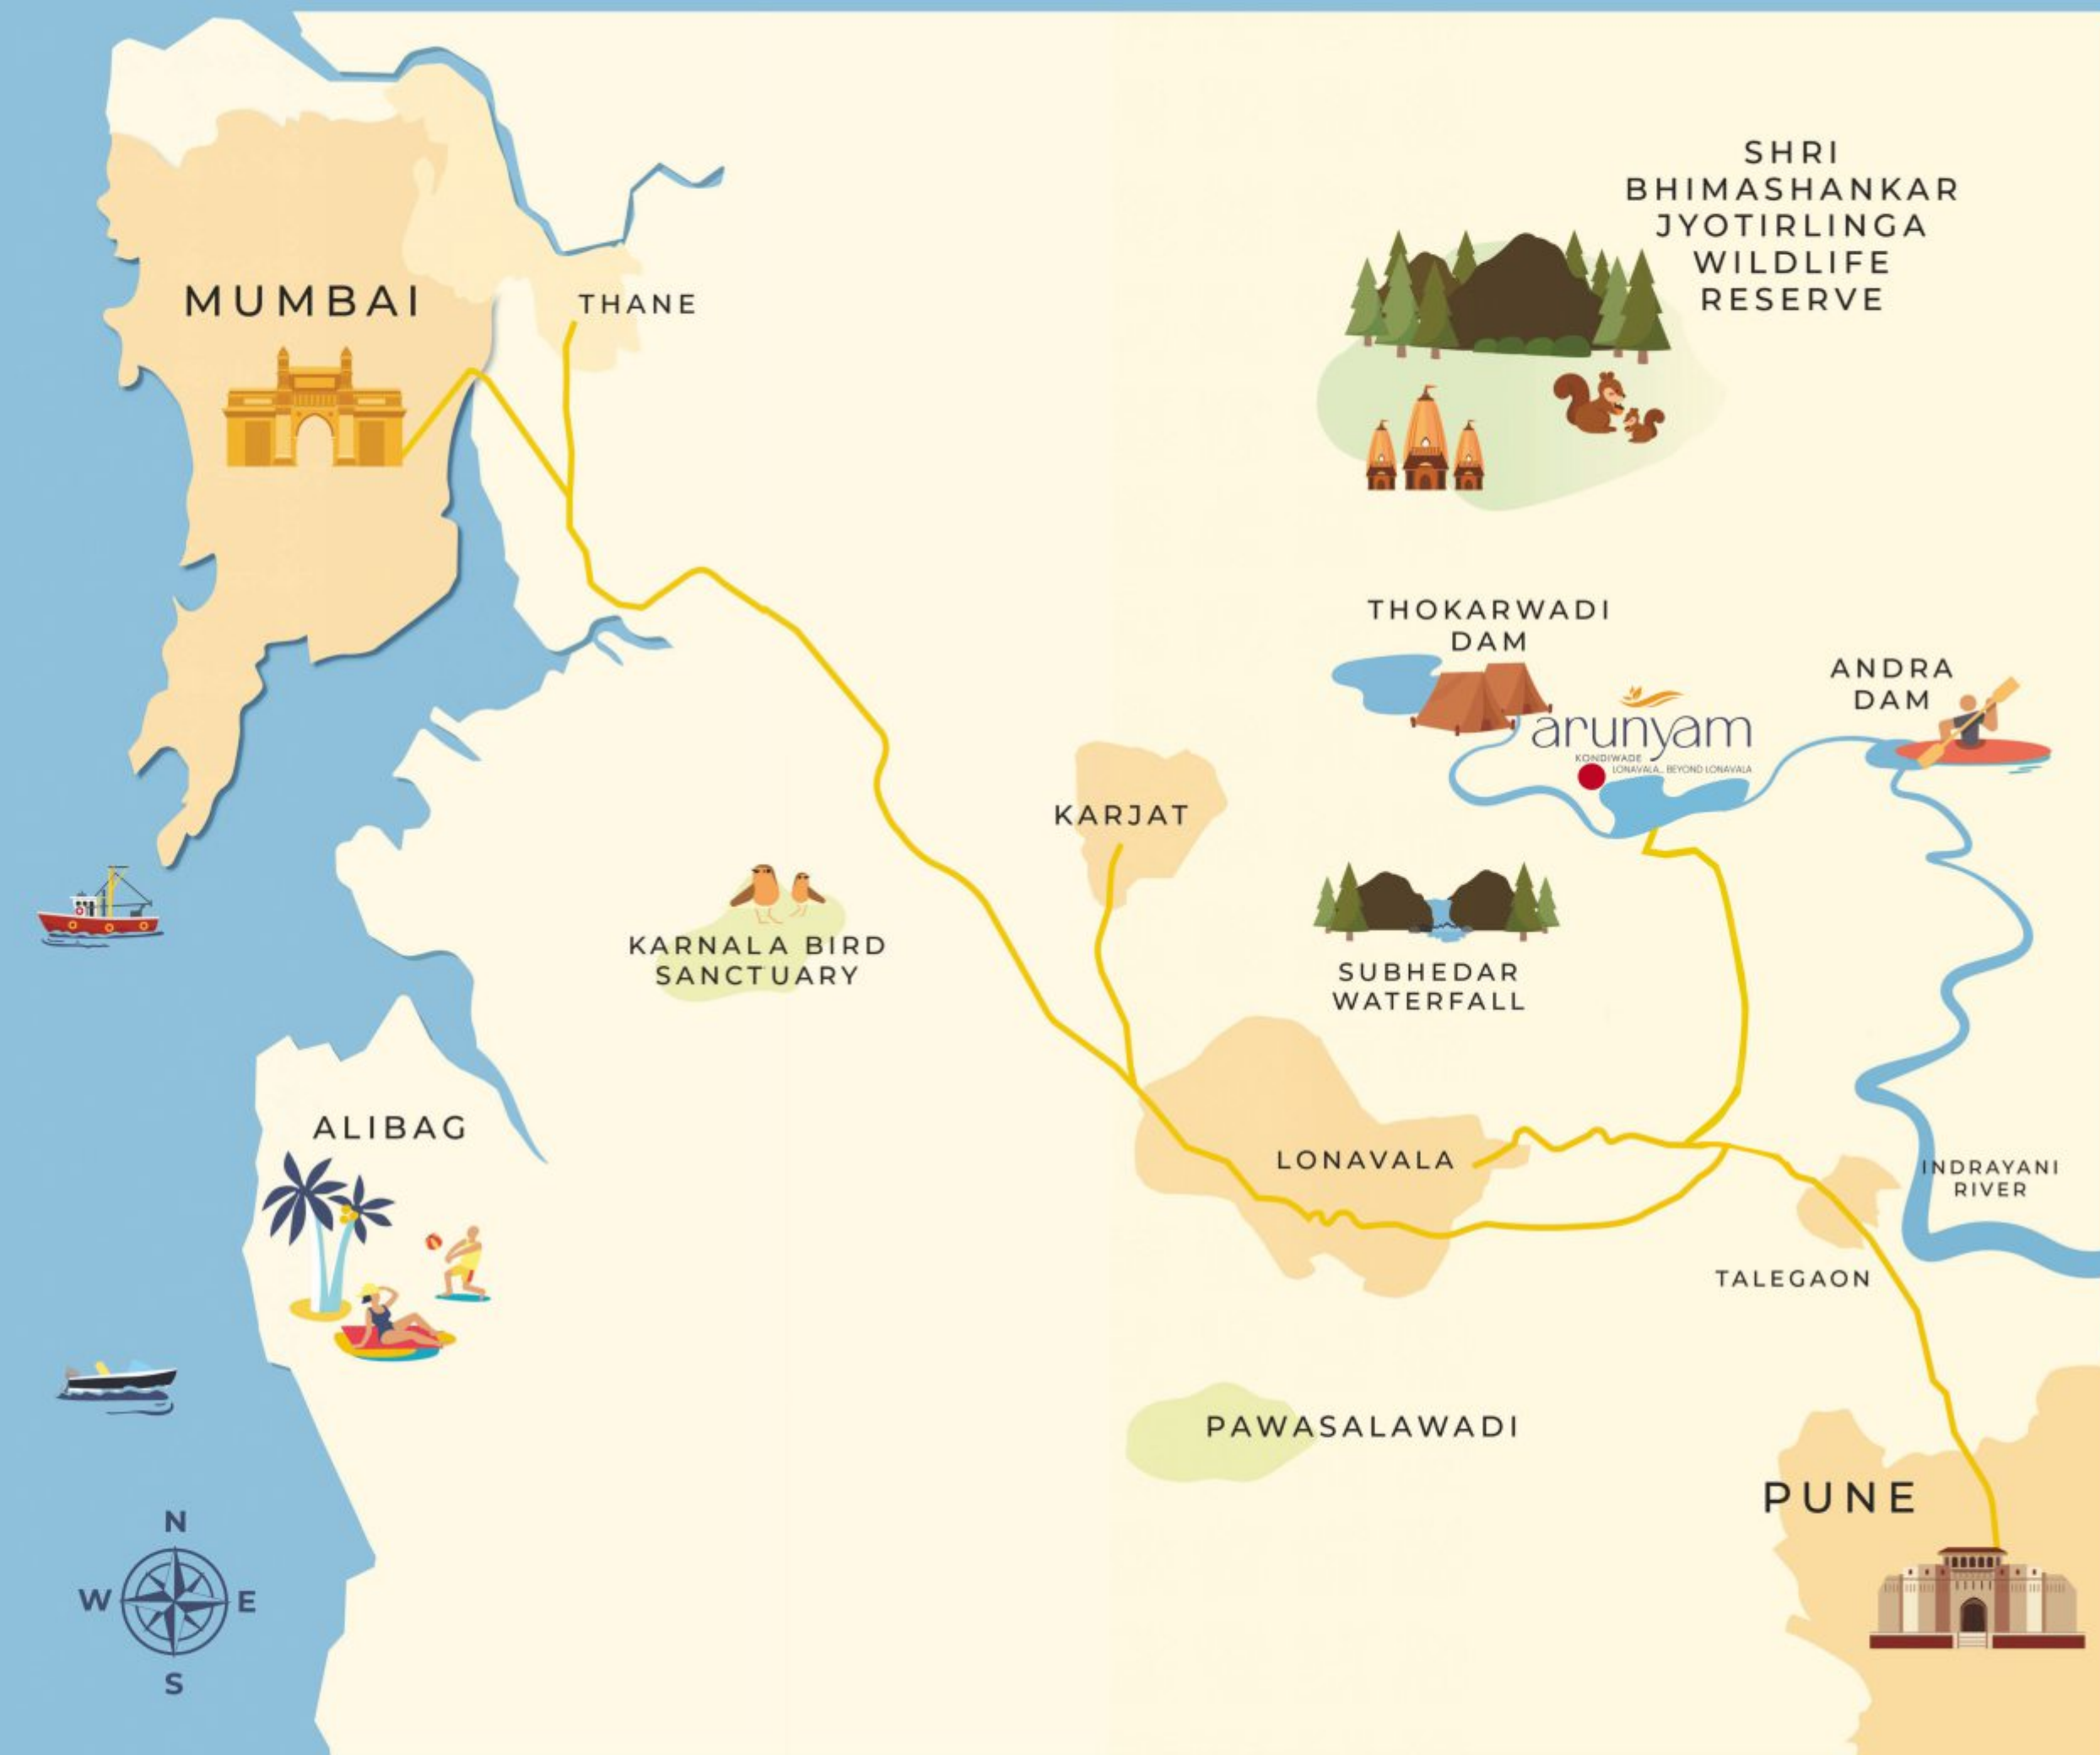 SHRI
BHIMASHANKAR
JYOTIRLINGA
WILDLIFE
RESERVE
MUMBAI
THANE
THOKARWADI
DAM
ANDRA
DAM
arunyam
KONDIWADE
LONAVALA... BEYOND LONAVALA
KARJAT
KARNALA BIRD
SANCTUARY
SUBHEDAR
WATERFALL
ALIBAG
LONAVALA
INDRAYANI
RIVER
TALEGAON
PAWASALAWADI
PUNE
N
W
E
S